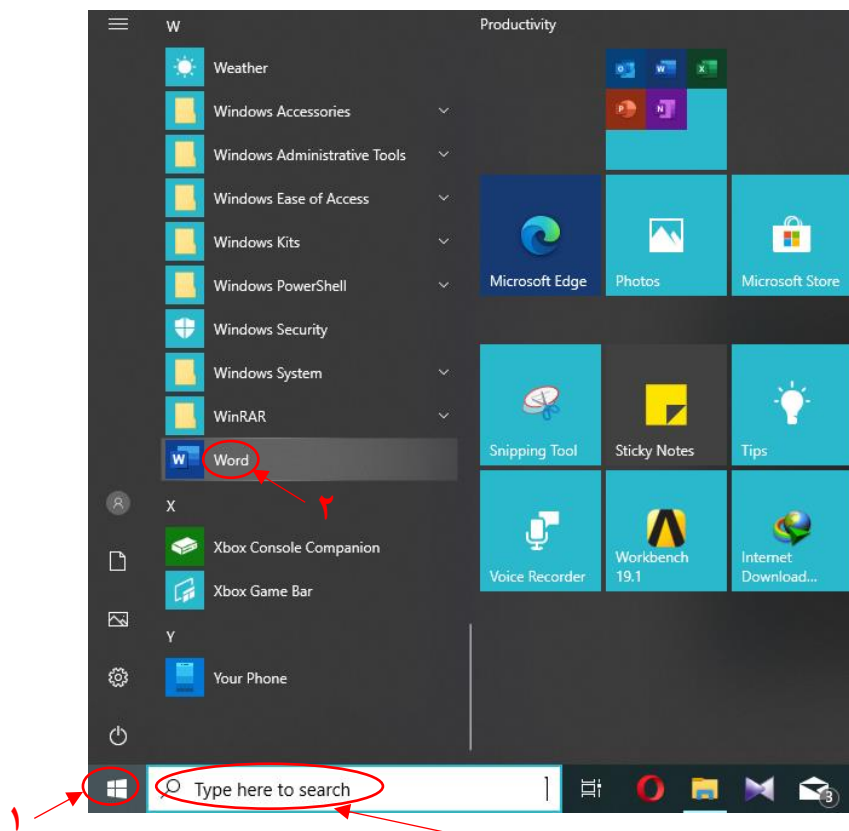 W
Weather
Windows Accessories
Windows Administrative Tools
Windows Ease of Access
Windows Kits
Windows PowerShell
Windows Security
Windows System
WinRAR
Word
۲
X
Xbox Console Companion
Xbox Game Bar
Y
Your Phone
Productivity
Microsoft Edge
Photos
Microsoft Store
Snipping Tool
Sticky Notes
Tips
Voice Recorder
Workbench
19.1
Internet
Download...
Type here to search
3
۱